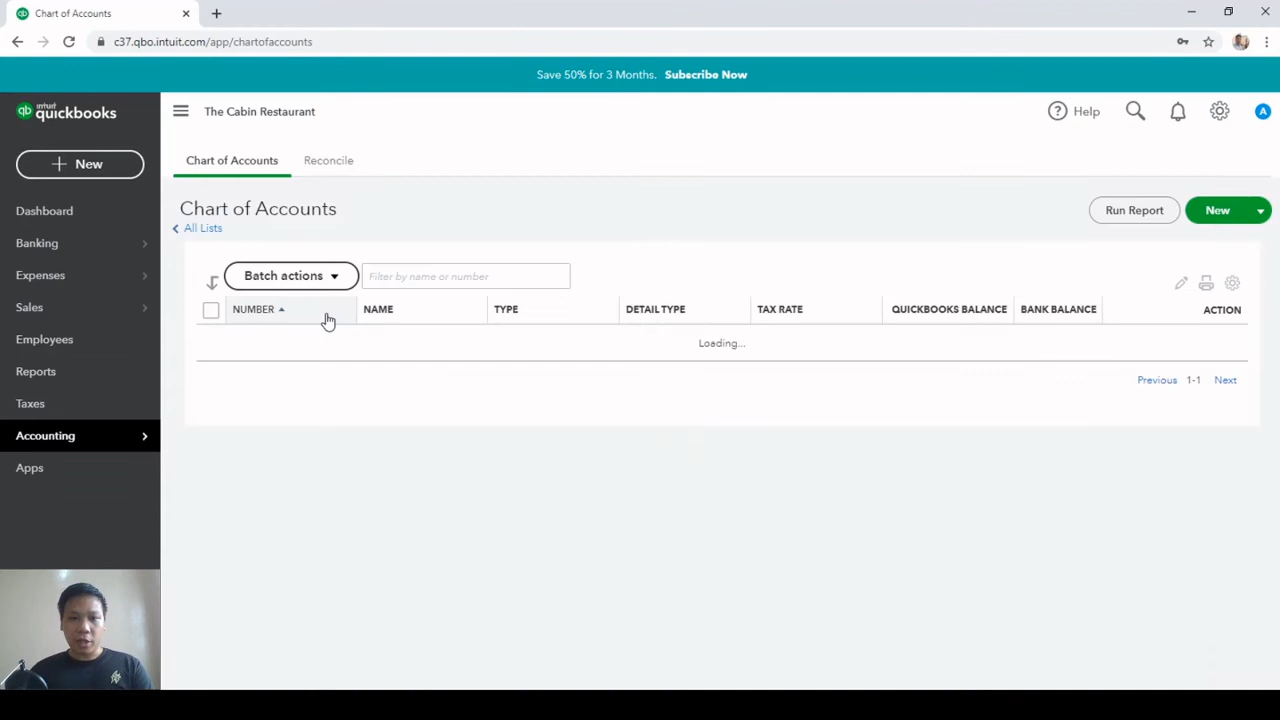 Chart of Accounts
c37.qbo.intuit.com/app/chartofaccounts
Save 50% for 3 Months. Subscribe Now
qb intuit quickbooks
The Cabin Restaurant
Help
A
New
Chart of Accounts
Reconcile
Dashboard
Banking
Expenses
Sales
Employees
Reports
Taxes
Accounting
Apps
Chart of Accounts
All Lists
Run Report
New
Batch actions
Filter by name or number
NUMBER NAME TYPE DETAIL TYPE TAX RATE QUICKBOOKS BALANCE BANK BALANCE ACTION
Loading...
Previous 1-1 Next